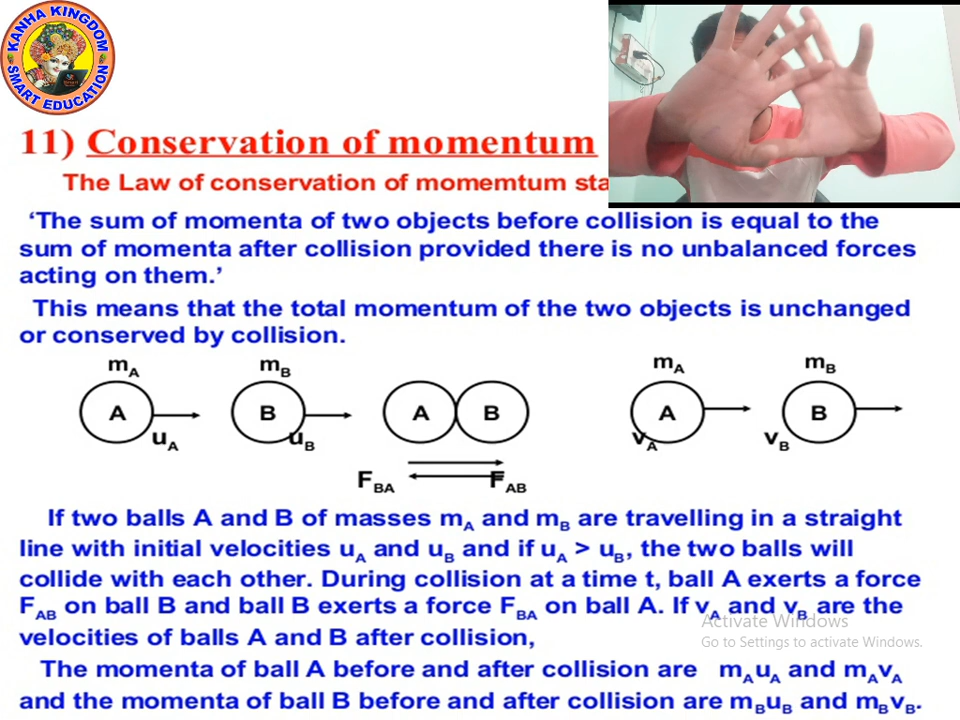 KANHA KINGDOM
SMART EDUCATION
11) Conservation of momentum
The Law of conservation of momemtum sta
‘The sum of momenta of two objects before collision is equal to the
sum of momenta after collision provided there is no unbalanced forces
acting on them.’
This means that the total momentum of the two objects is unchanged
or conserved by collision.
mA mB mA mB
A B A B A B
uA uB vA vB
FBA FAB
If two balls A and B of masses mA and mB are travelling in a straight
line with initial velocities uA and uB and if uA > uB, the two balls will
collide with each other. During collision at a time t, ball A exerts a force
FAB on ball B and ball B exerts a force FBA on ball A. If vA and vB are the
velocities of balls A and B after collision,
Activate Windows
Go to Settings to activate Windows.
The momenta of ball A before and after collision are mAuA and mAvA
and the momenta of ball B before and after collision are mBuB and mBvB.